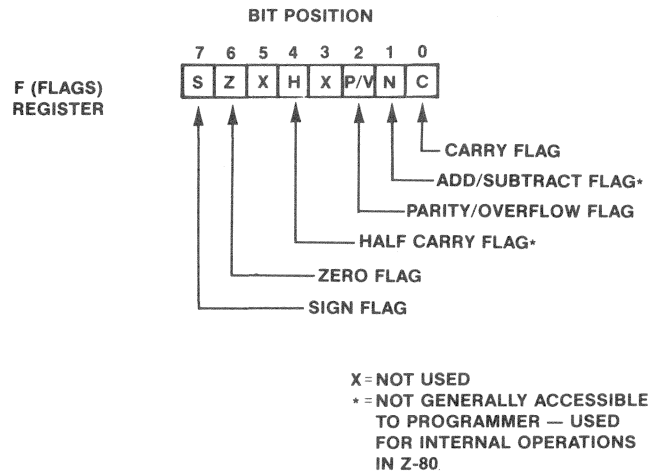 BIT POSITION
7 6 5 4 3 2 1 0
F (FLAGS)
REGISTER
S Z X H X P/V N C
CARRY FLAG
ADD/SUBTRACT FLAG*
PARITY/OVERFLOW FLAG
HALF CARRY FLAG*
ZERO FLAG
SIGN FLAG
X = NOT USED
* = NOT GENERALLY ACCESSIBLE
TO PROGRAMMER — USED
FOR INTERNAL OPERATIONS
IN Z-80